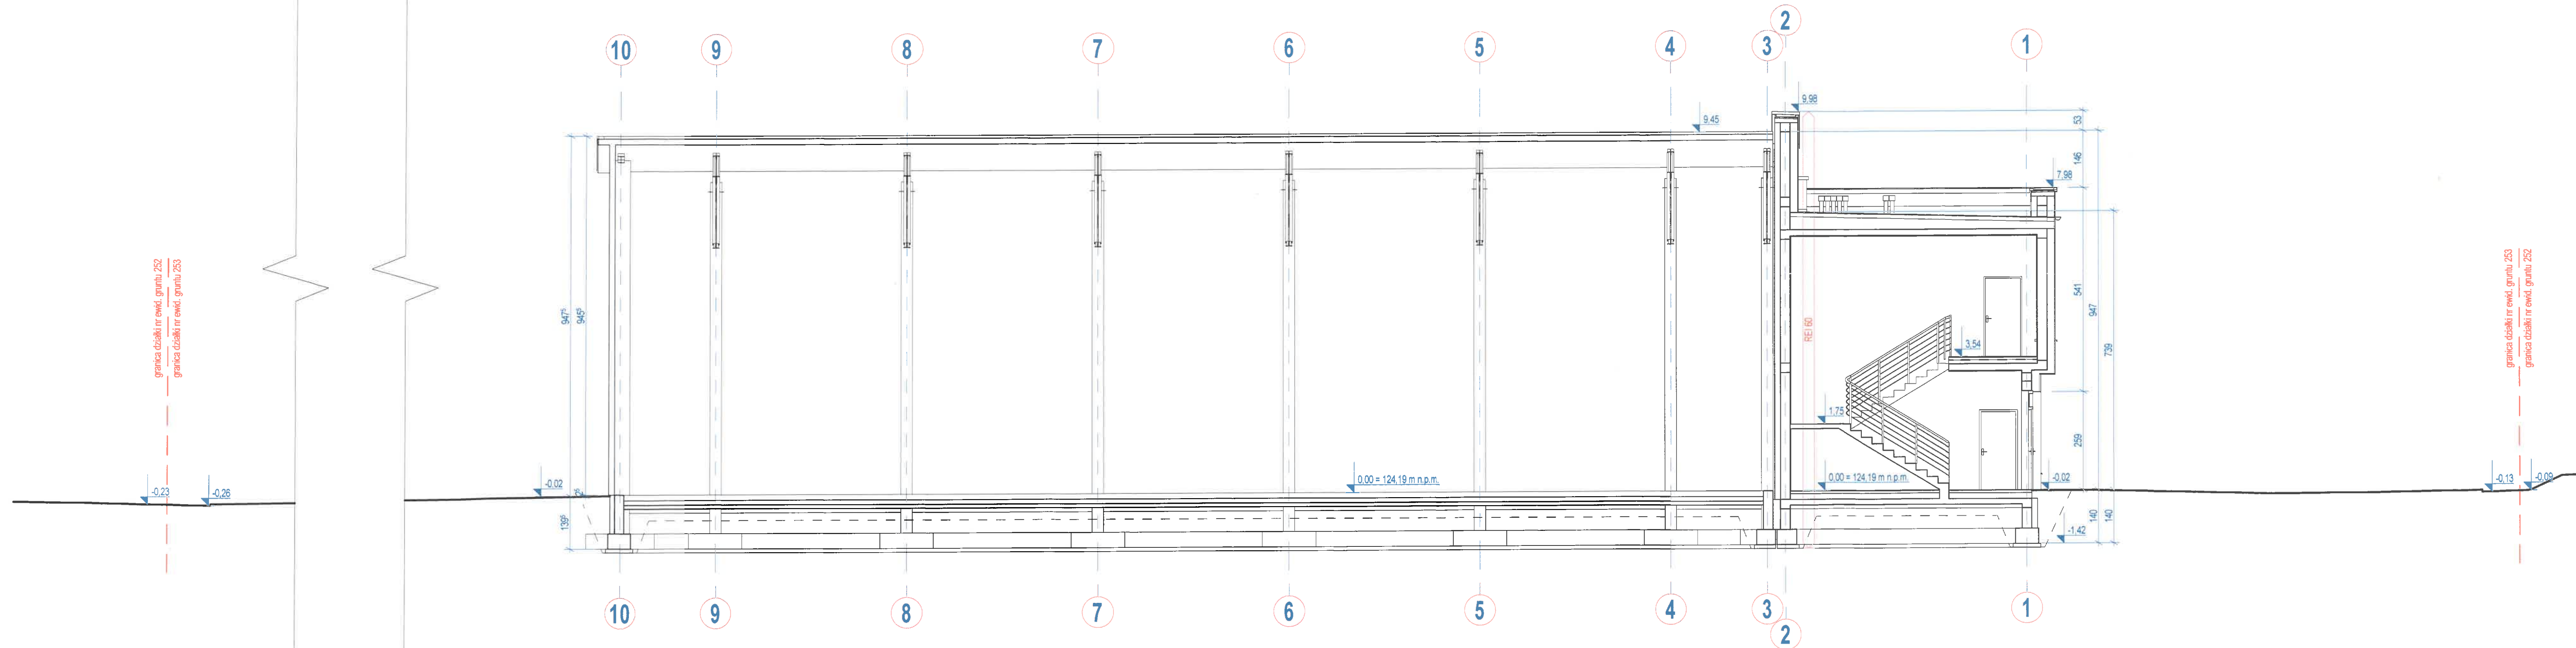 2
10 9 8 7 6 5 4 3 1
9,98
9,45
53
146
7,98
granica działki nr ewid. gruntu 252
granica działki nr ewid. gruntu 253
947⁵
945⁵
REI 60
541
947
739
3,54
granica działki nr ewid. gruntu 253
granica działki nr ewid. gruntu 252
1,75
259
-0,23
-0,26
-0,02
0,00 = 124,19 m n.p.m.
0,00 = 124,19 m n.p.m.
-0,02
-0,13
-0,09
139⁵
140
140
-1,42
10 9 8 7 6 5 4 3 1
2